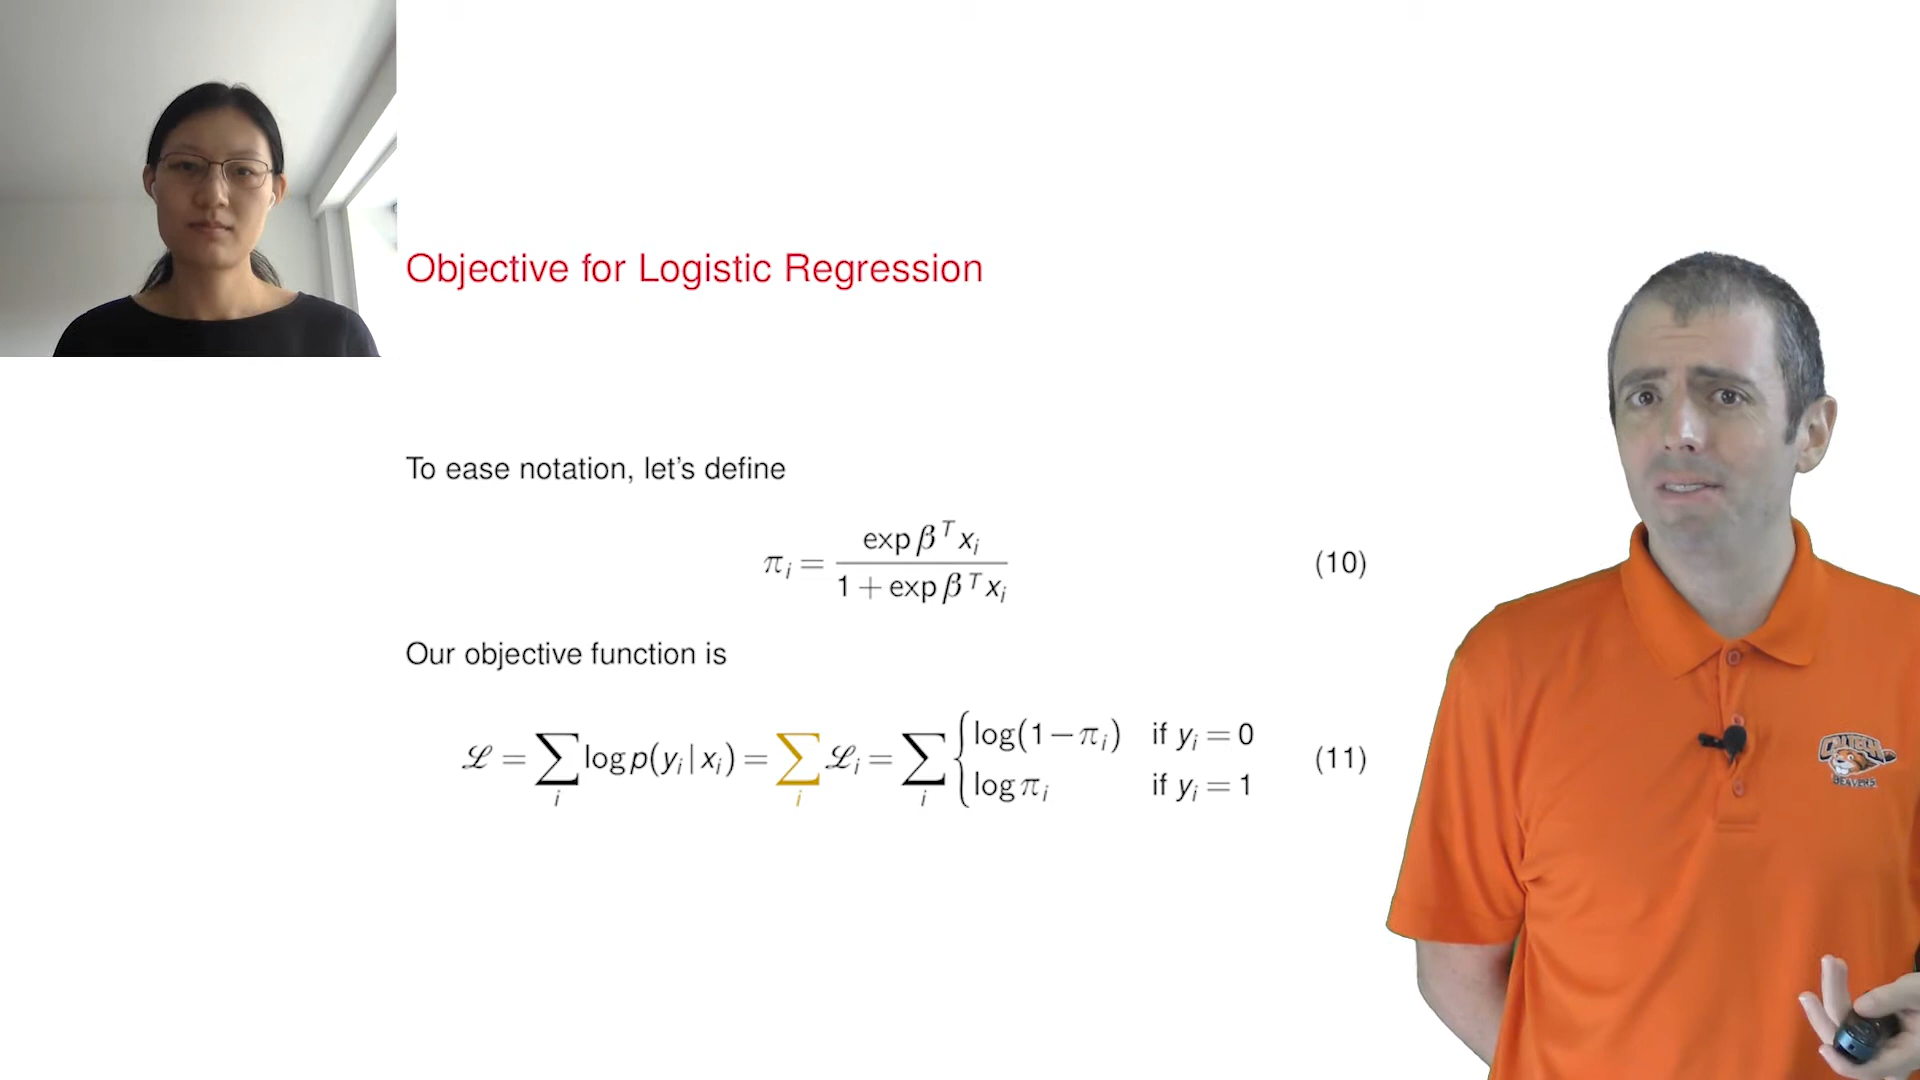 Objective for Logistic Regression
To ease notation, let's define
π_i = exp β^T x_i / (1 + exp β^T x_i) (10)
Our objective function is
ℒ = ∑_i log p(y_i | x_i) = ∑_i ℒ_i = ∑_i { log(1 − π_i) if y_i = 0 (11)
log π_i if y_i = 1
CALTECH
BEAVERS